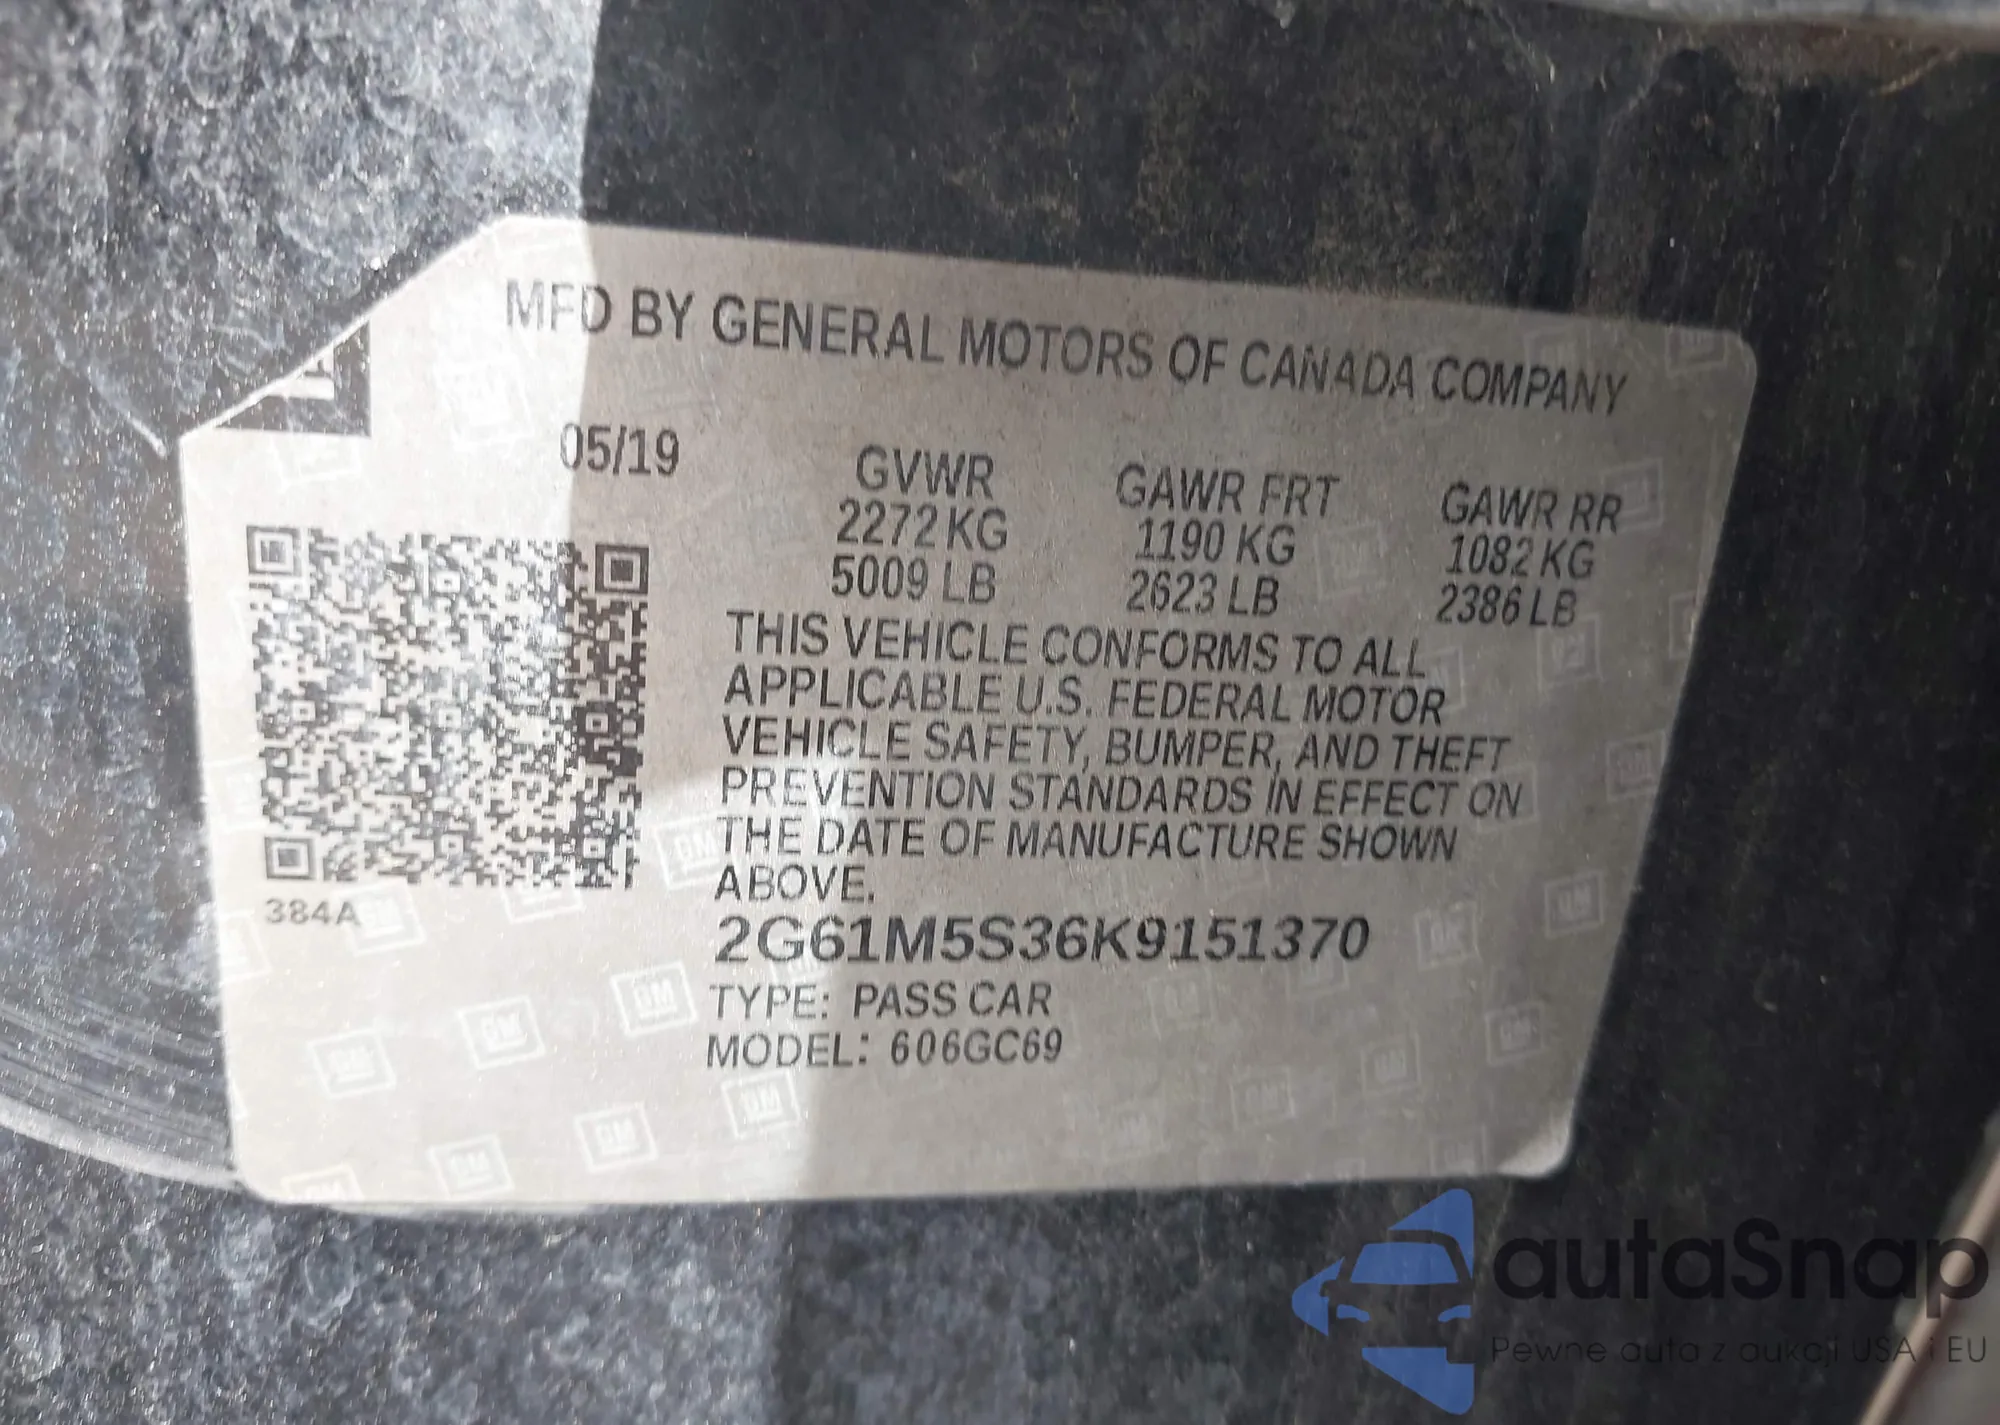 MFD BY GENERAL MOTORS OF CANADA COMPANY
05/19
GVWR GAWR FRT GAWR RR
2272 KG 1190 KG 1082 KG
5009 LB 2623 LB 2386 LB
THIS VEHICLE CONFORMS TO ALL
APPLICABLE U.S. FEDERAL MOTOR
VEHICLE SAFETY, BUMPER, AND THEFT
PREVENTION STANDARDS IN EFFECT ON
THE DATE OF MANUFACTURE SHOWN
ABOVE.
384A
2G61M5S36K9151370
TYPE: PASS CAR
MODEL: 606GC69
GM
autaSnap
Pewne auta z aukcji USA i EU